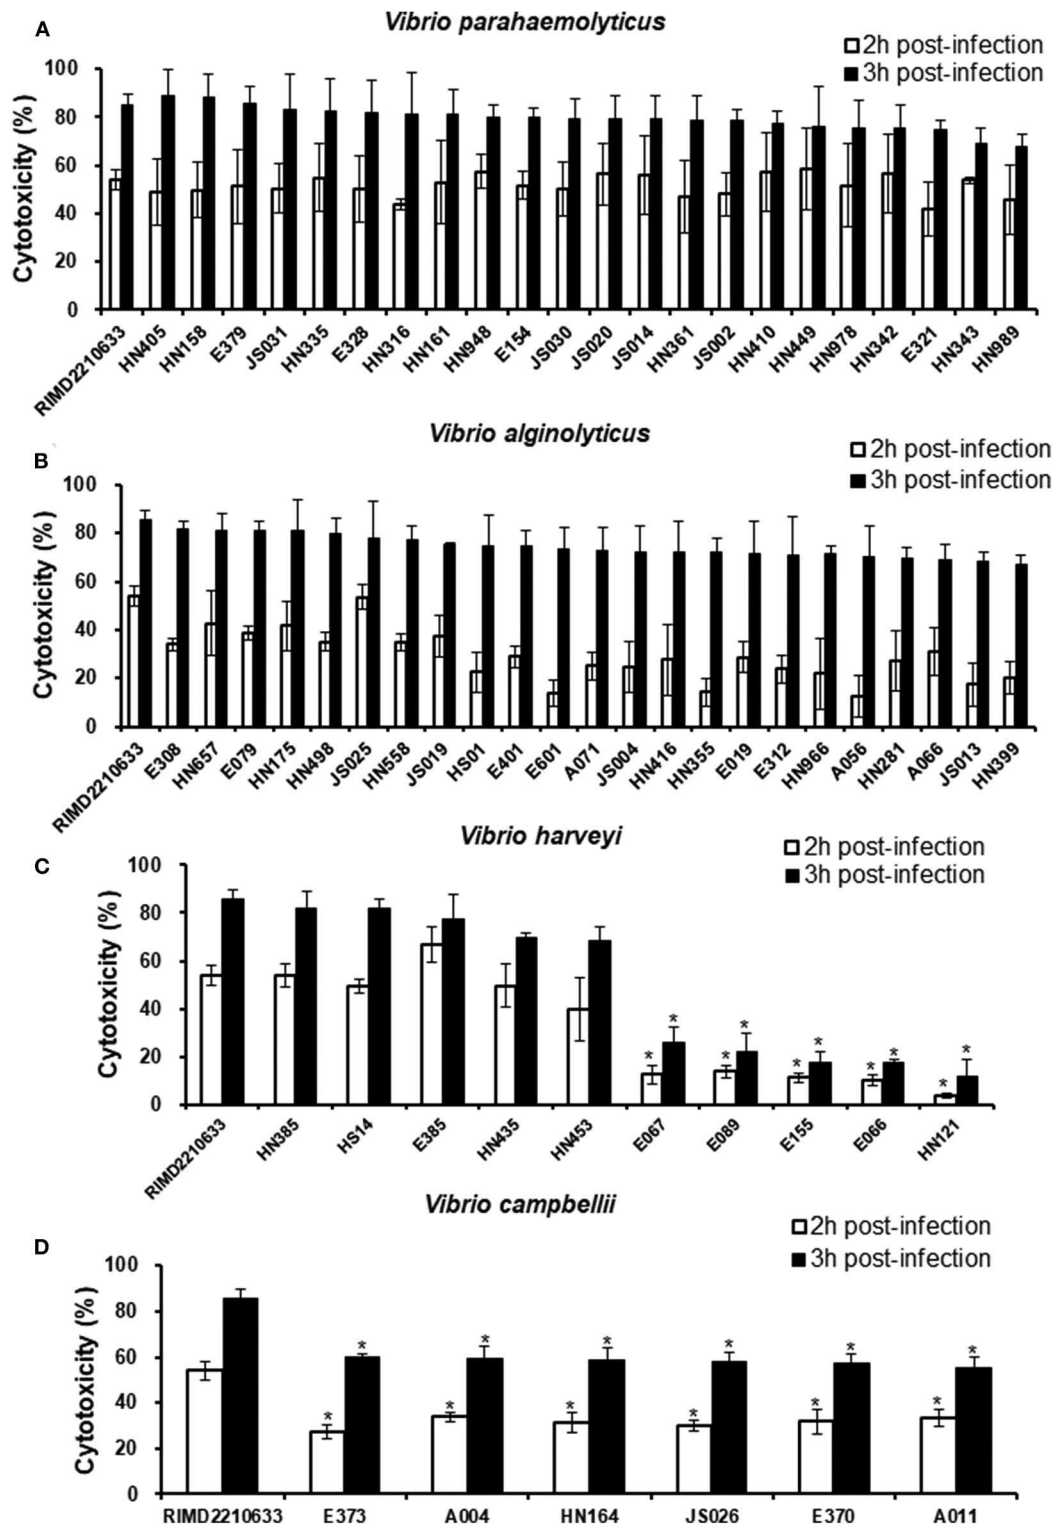 A
Vibrio parahaemolyticus
2h post-infection
3h post-infection
Cytotoxicity (%)
100
80
60
40
20
0
RIMD2210633 HN405 HN158 E379 JS031 HN335 E328 HN316 HN161 HN948 E154 JS030 JS020 JS014 HN361 JS002 HN410 HN449 HN978 HN342 E321 HN343 HN989
Vibrio alginolyticus
B
2h post-infection
3h post-infection
Cytotoxicity (%)
100
80
60
40
20
0
RIMD2210633 E308 HN657 E079 HN175 HN498 JS025 HN558 JS019 HS01 E401 E601 A071 JS004 HN416 HN355 E019 E312 HN966 A056 HN281 A066 JS013 HN399
Vibrio harveyi
C
2h post-infection
3h post-infection
Cytotoxicity (%)
100
80
60
40
20
0
* * * * * * * * * *
RIMD2210633 HN385 HS14 E385 HN435 HN453 E067 E089 E155 E066 HN121
Vibrio campbellii
D
2h post-infection
3h post-infection
Cytotoxicity (%)
100
80
60
40
20
0
* * * * * * * * * * * *
RIMD2210633 E373 A004 HN164 JS026 E370 A011